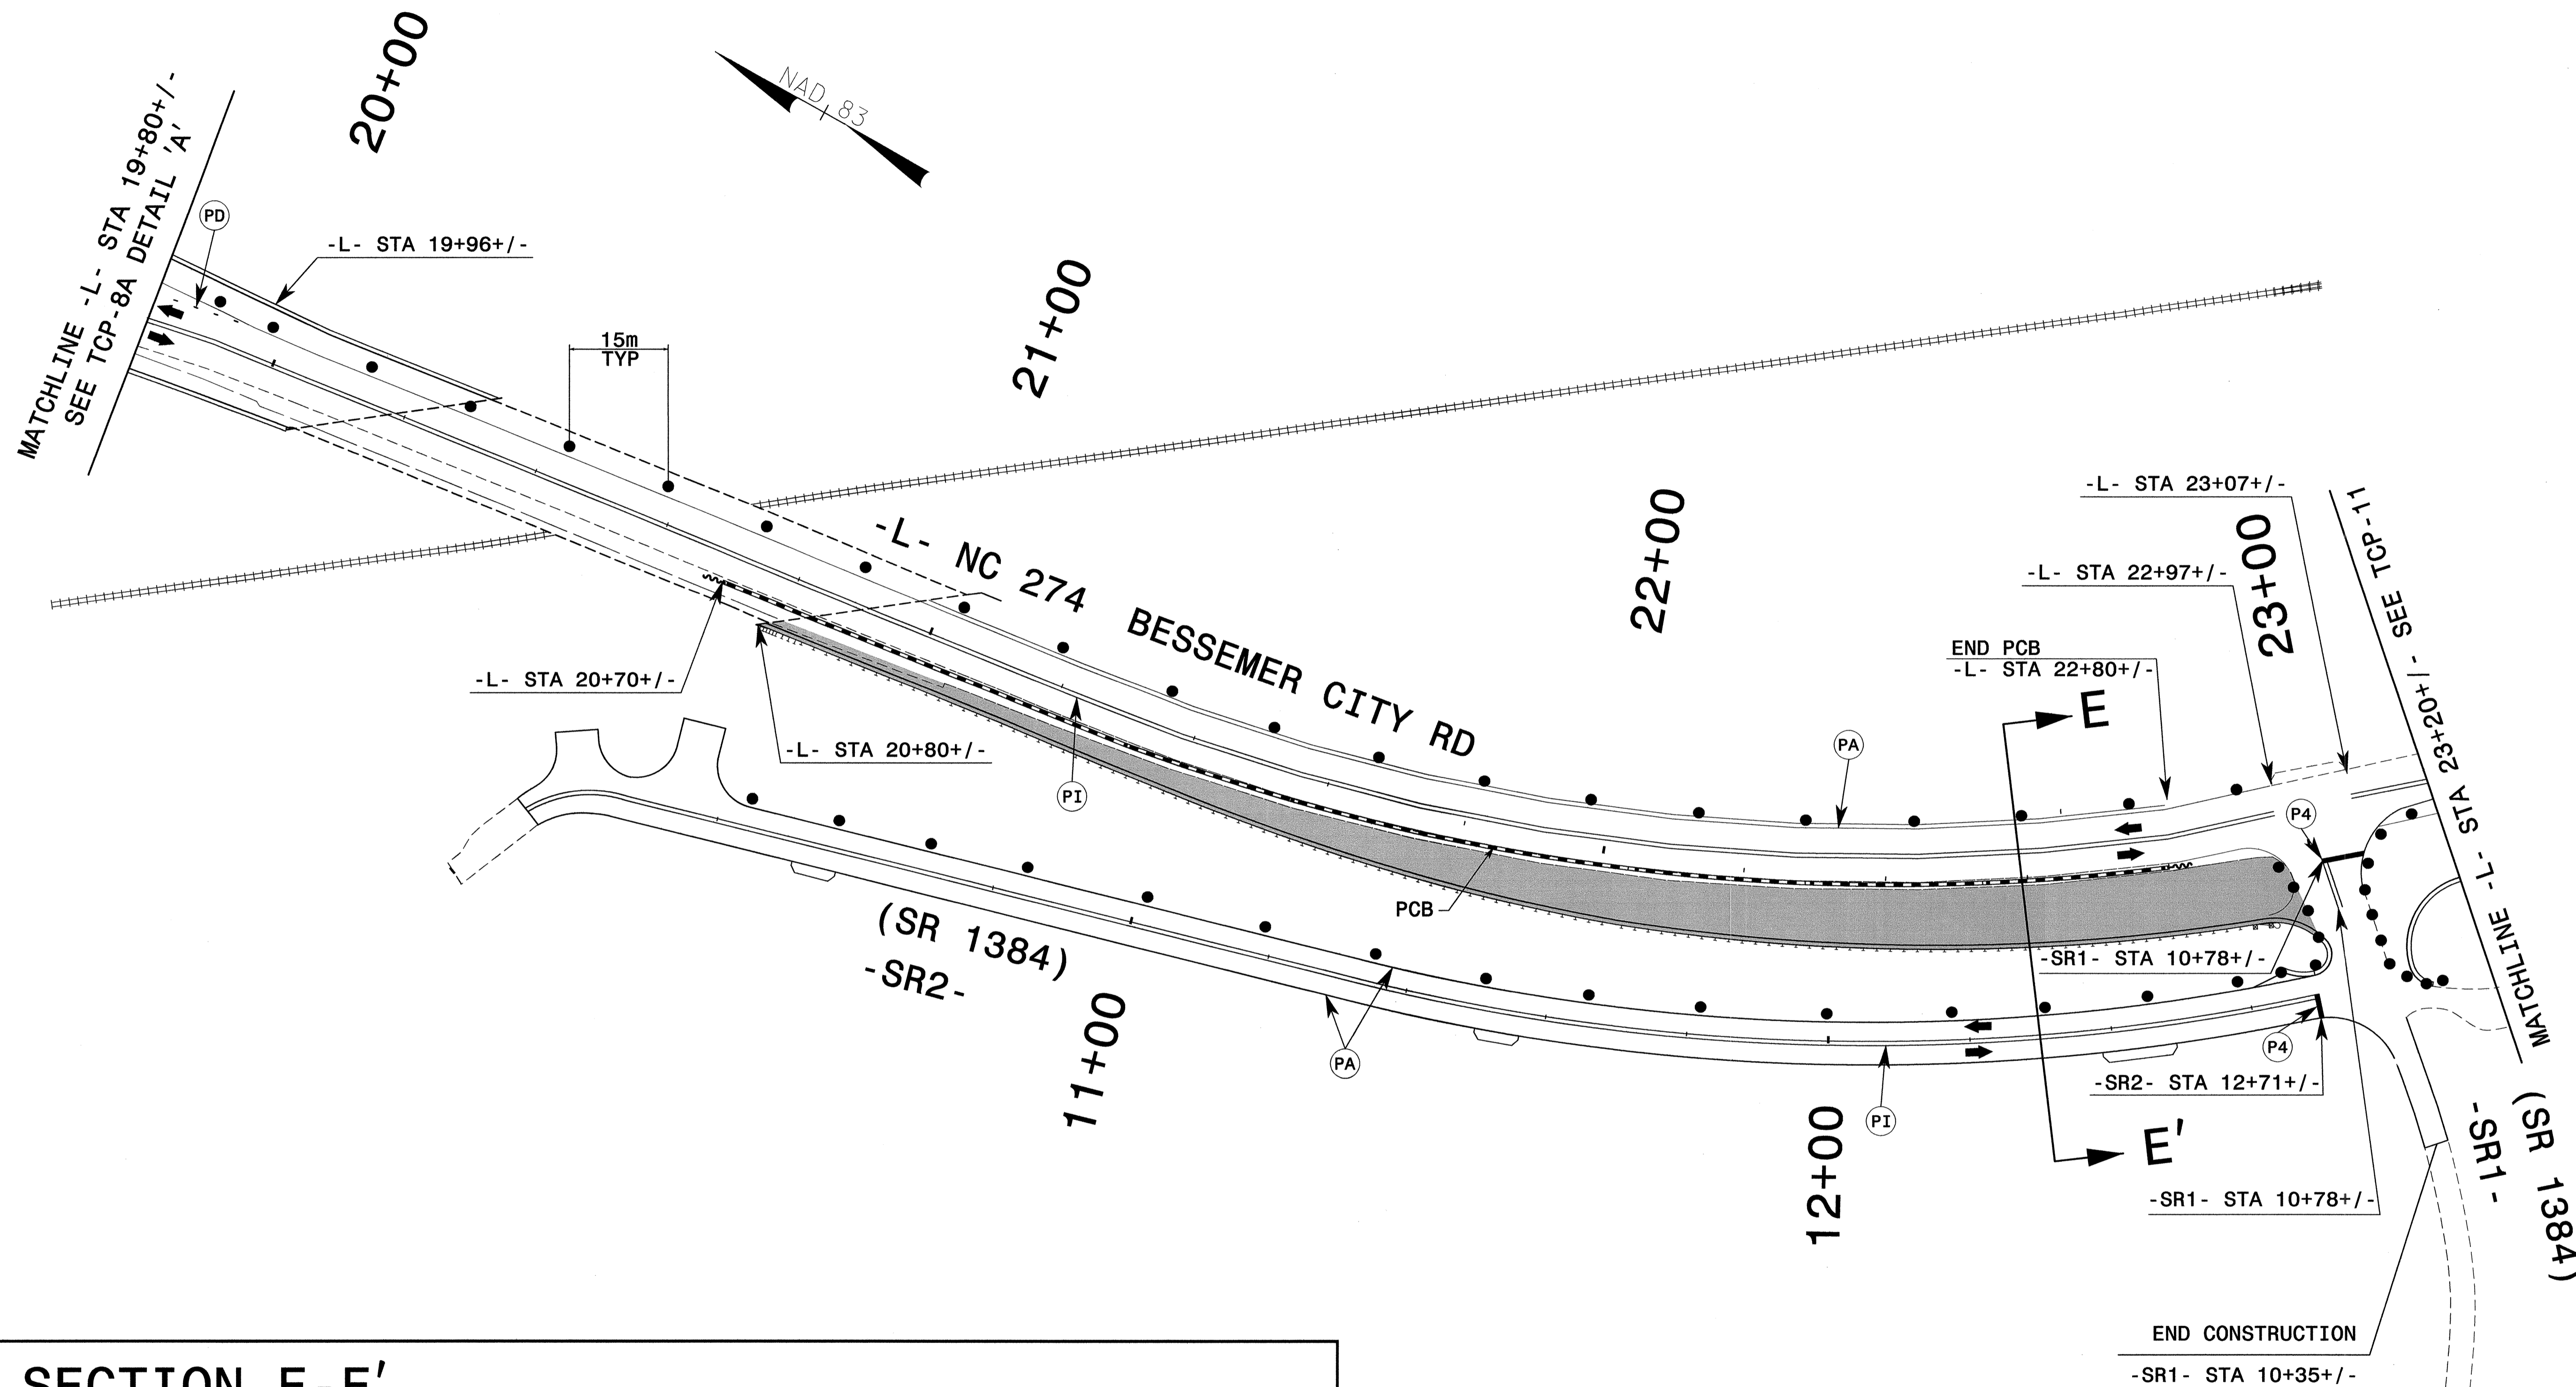 20+00
NAD 83
MATCHLINE -L- STA 19+80+/-
SEE TCP-8A DETAIL 'A'
PD
-L- STA 19+96+/-
15m
TYP
21+00
-L- NC 274 BESSEMER CITY RD
22+00
-L- STA 23+07+/-
23+00
-L- STA 22+97+/-
END PCB
-L- STA 22+80+/-
MATCHLINE -L- STA 23+20+/- SEE TCP-11
E
-L- STA 20+70+/-
-L- STA 20+80+/-
PI
PA
P4
PCB
-SR1- STA 10+78+/-
(SR 1384)
-SR2-
11+00
PA
P4
-SR2- STA 12+71+/-
PI
12+00
E'
-SR1- STA 10+78+/-
(SR 1384)
-SR1-
END CONSTRUCTION
-SR1- STA 10+35+/-
SECTION E-E'